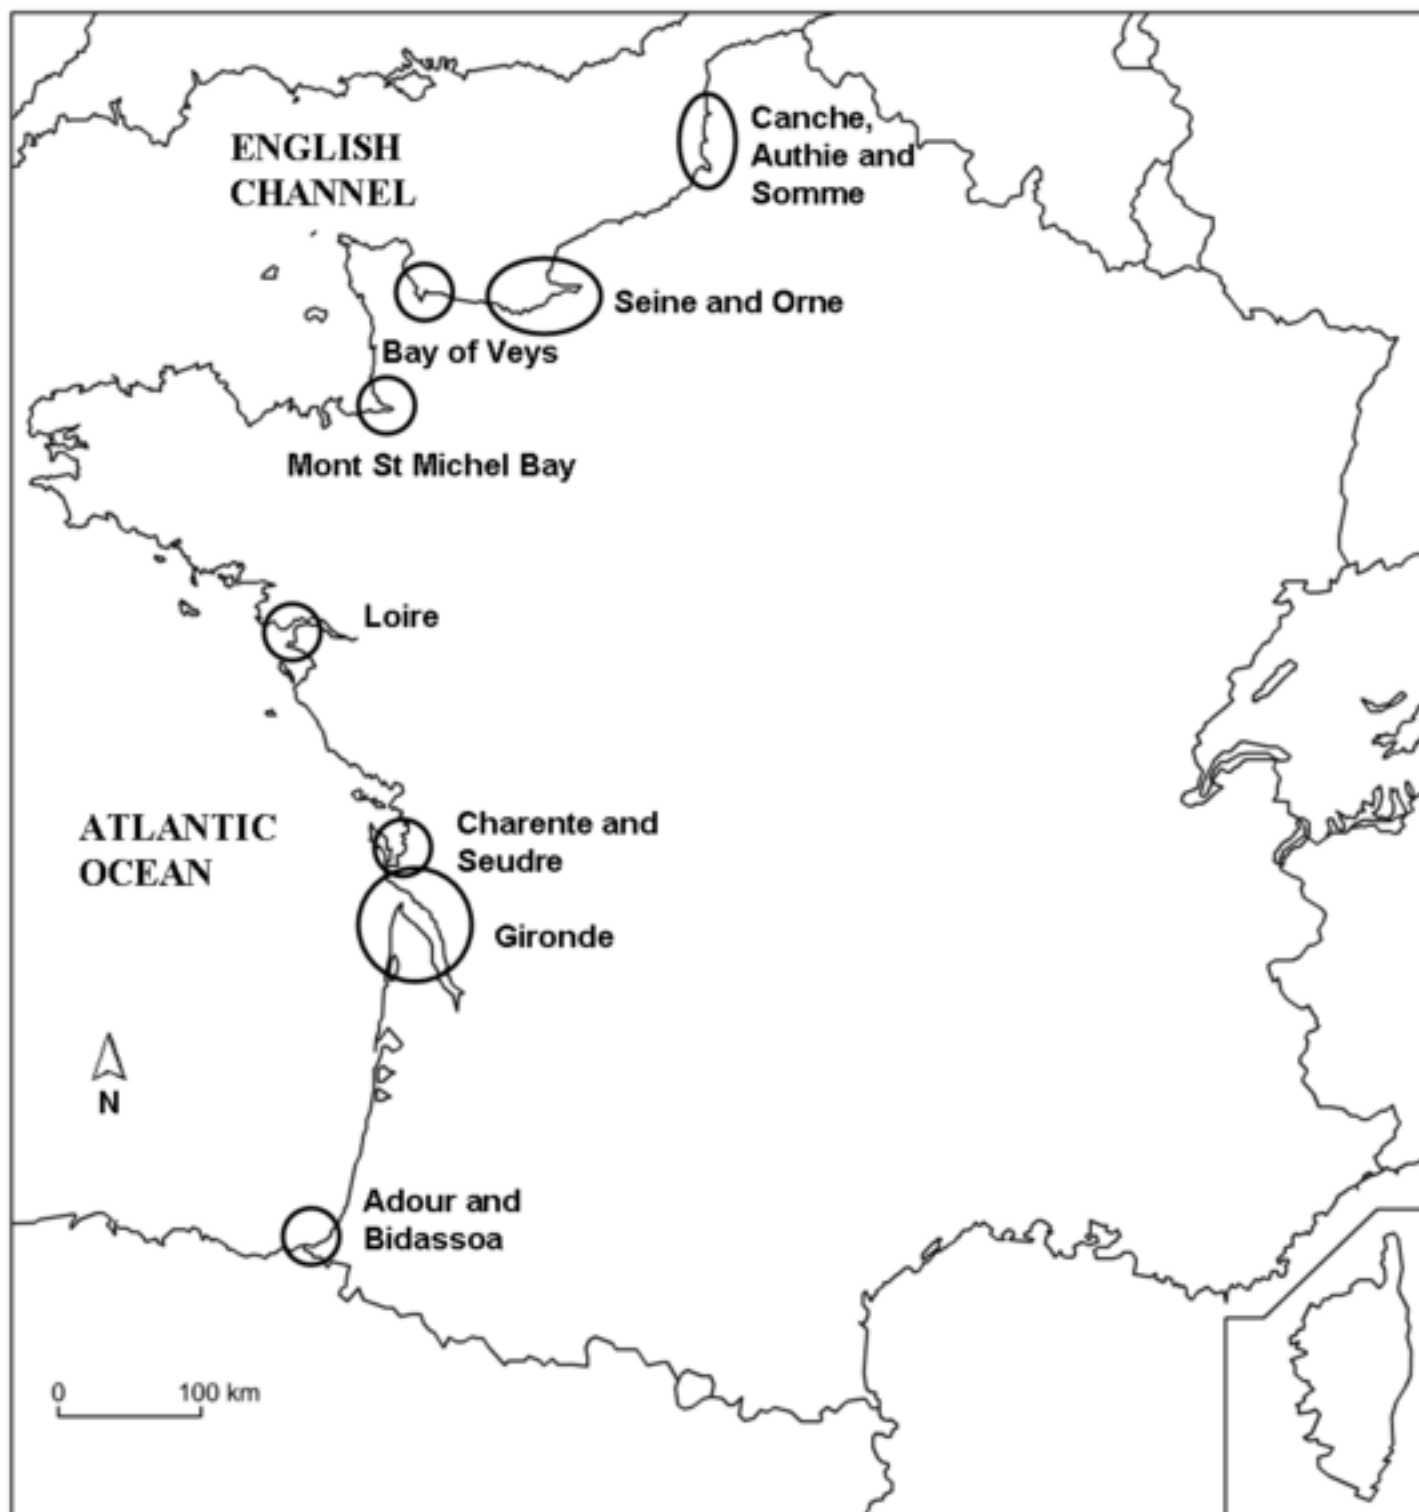 ENGLISH
CHANNEL
Canche,
Authie and
Somme
Seine and Orne
Bay of Veys
Mont St Michel Bay
Loire
ATLANTIC
OCEAN
Charente and
Seudre
Gironde
N
Adour and
Bidassoa
0 100 km